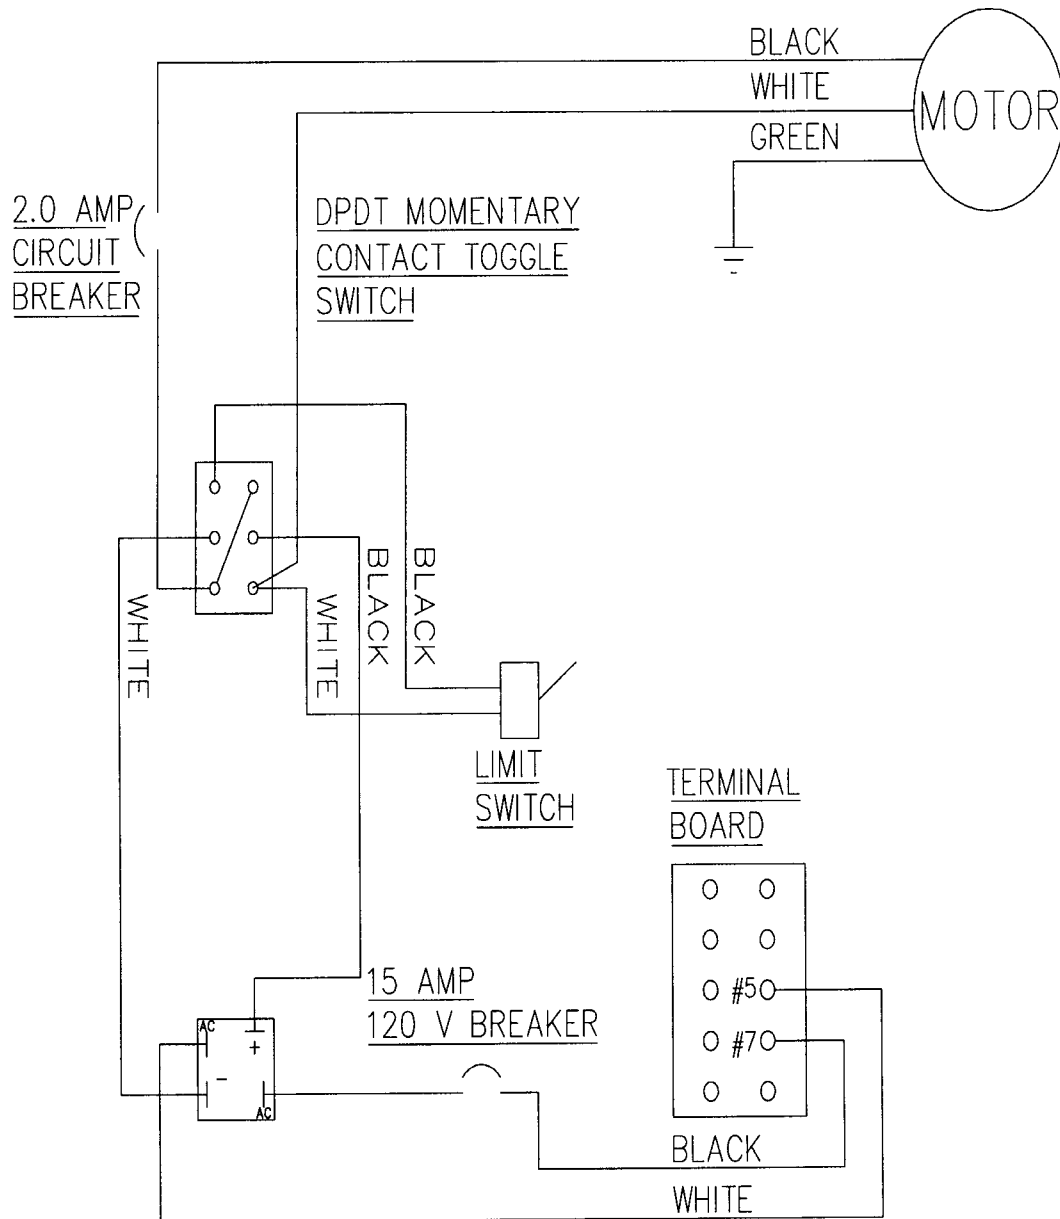 BLACK
WHITE
GREEN
MOTOR
2.0 AMP
CIRCUIT
BREAKER
DPDT MOMENTARY
CONTACT TOGGLE
SWITCH
WHITE
WHITE
BLACK
BLACK
LIMIT
SWITCH
TERMINAL
BOARD
#5
#7
15 AMP
120 V BREAKER
AC
+
-
AC
BLACK
WHITE